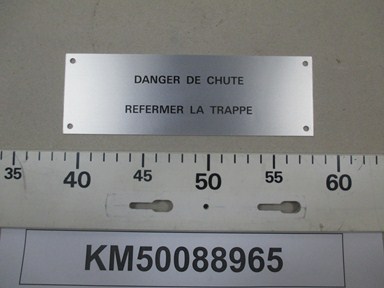 DANGER DE CHUTE
REFERMER LA TRAPPE
35 40 45 50 55 60
KM50088965